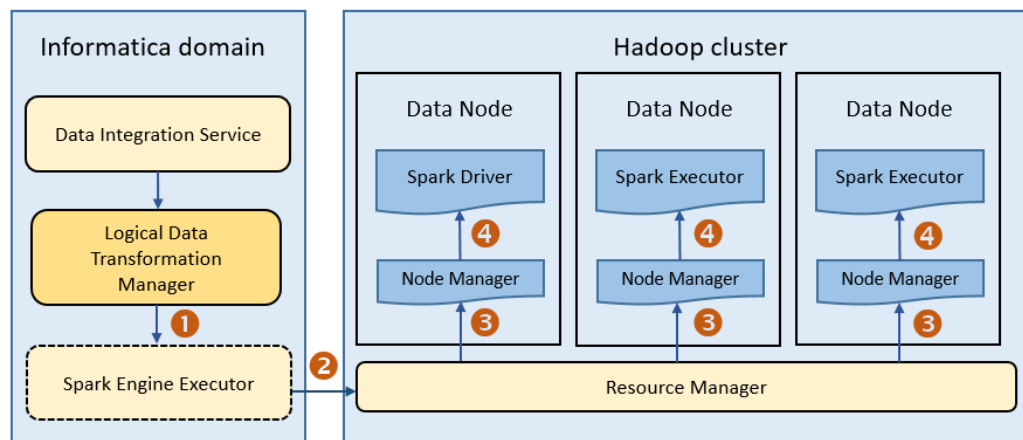 Informatica domain
Data Integration Service
Logical Data
Transformation
Manager
1
Spark Engine Executor
2
Hadoop cluster
Data Node
Data Node
Data Node
Spark Driver
Spark Executor
Spark Executor
4
4
4
Node Manager
Node Manager
Node Manager
3
3
3
Resource Manager